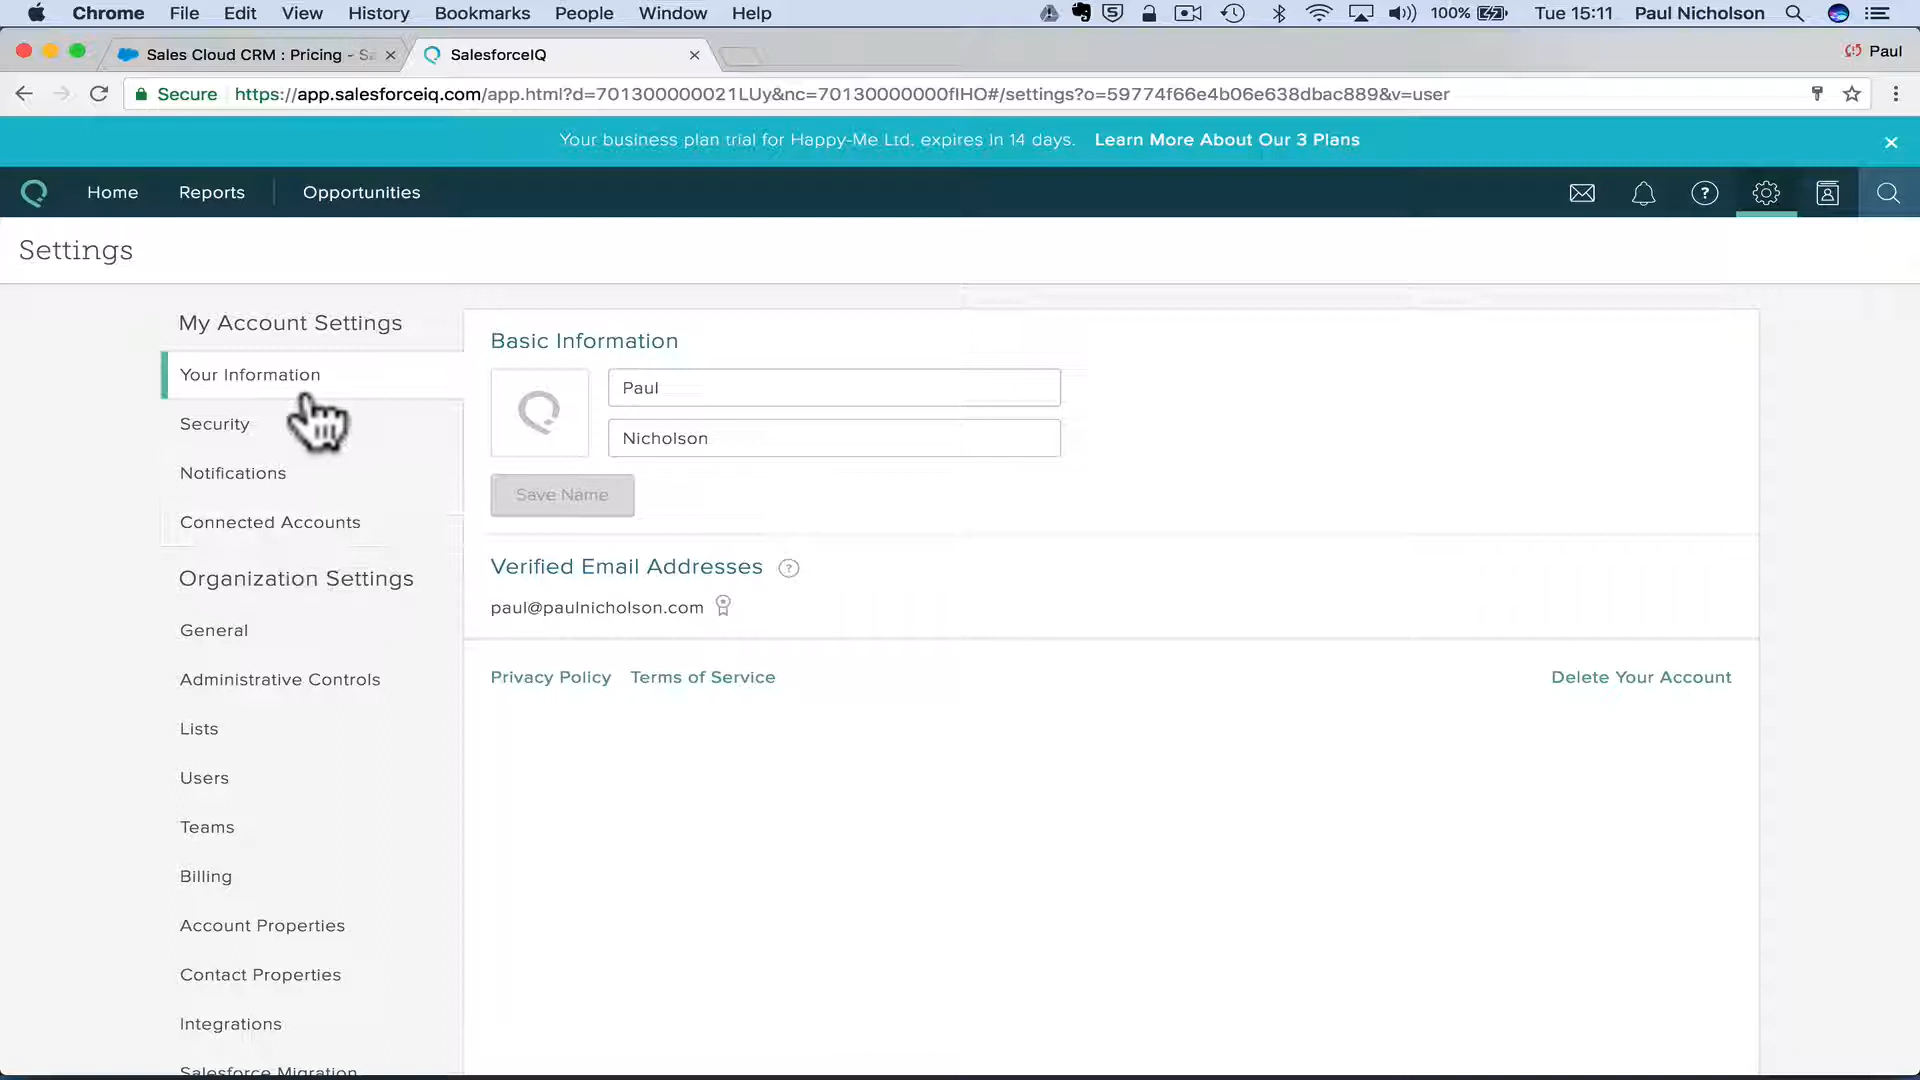 Chrome File Edit View History Bookmarks People Window Help 100% Tue 15:11 Paul Nicholson
Sales Cloud CRM : Pricing - Sa SalesforceIQ Paul
Secure https://app.salesforceiq.com/app.html?d=701300000021LUy&nc=70130000000fIHO#/settings?o=59774f66e4b06e638dbac889&v=user
Your business plan trial for Happy-Me Ltd. expires in 14 days. Learn More About Our 3 Plans
Home Reports Opportunities
Settings
My Account Settings
Your Information
Security
Notifications
Connected Accounts
Organization Settings
General
Administrative Controls
Lists
Users
Teams
Billing
Account Properties
Contact Properties
Integrations
Salesforce Migration
Basic Information
Paul
Nicholson
Save Name
Verified Email Addresses ?
paul@paulnicholson.com
Privacy Policy Terms of Service Delete Your Account